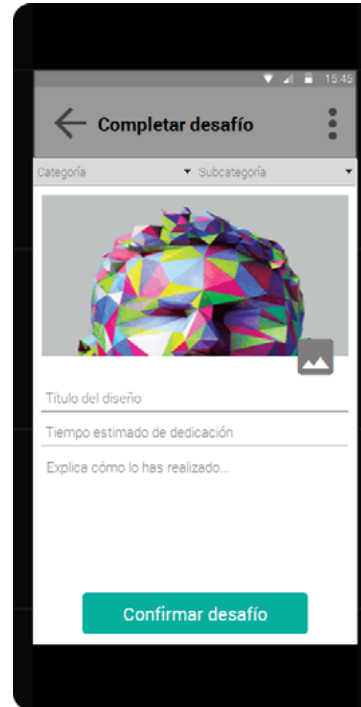 15:45
Completar desafío
Categoría Subcategoría
Título del diseño
Tiempo estimado de dedicación
Explica cómo lo has realizado...
Confirmar desafío